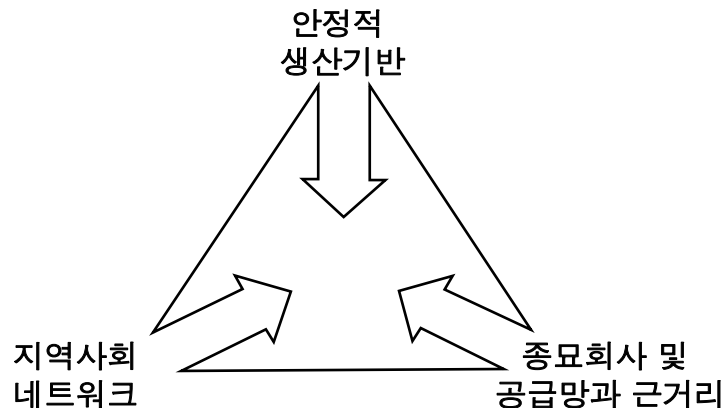 안정적
생산기반
지역사회
네트워크
종묘회사 및
공급망과 근거리